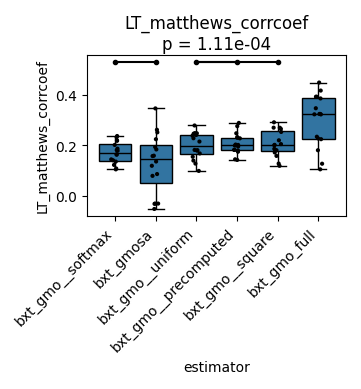 LT_matthews_corrcoef
p = 1.11e-04
LT_matthews_corrcoef
0.4
0.2
0.0
bxt_gmo__softmax
bxt_gmosa
bxt_gmo__uniform
bxt_gmo__precomputed
bxt_gmo__square
bxt_gmo_full
estimator